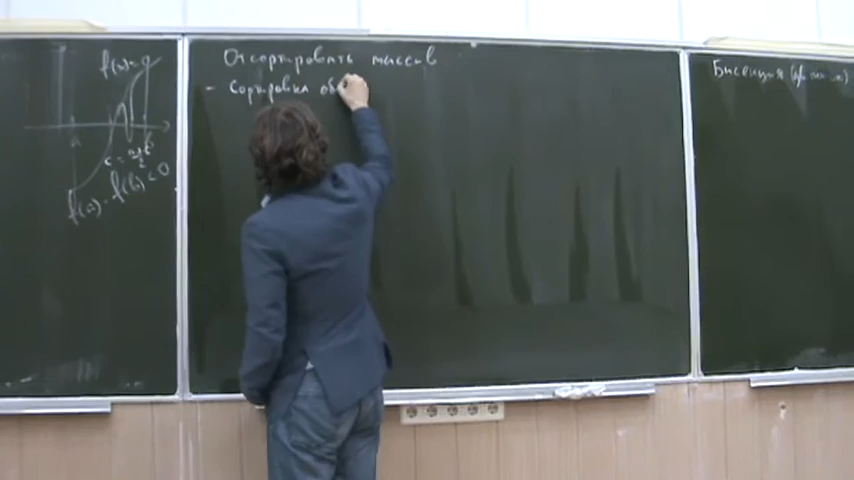 f(x)=0
a
b
c = a+b/2
f(a) · f(b) < 0
Отсортировать массив
- Сортировка об
Бисекция